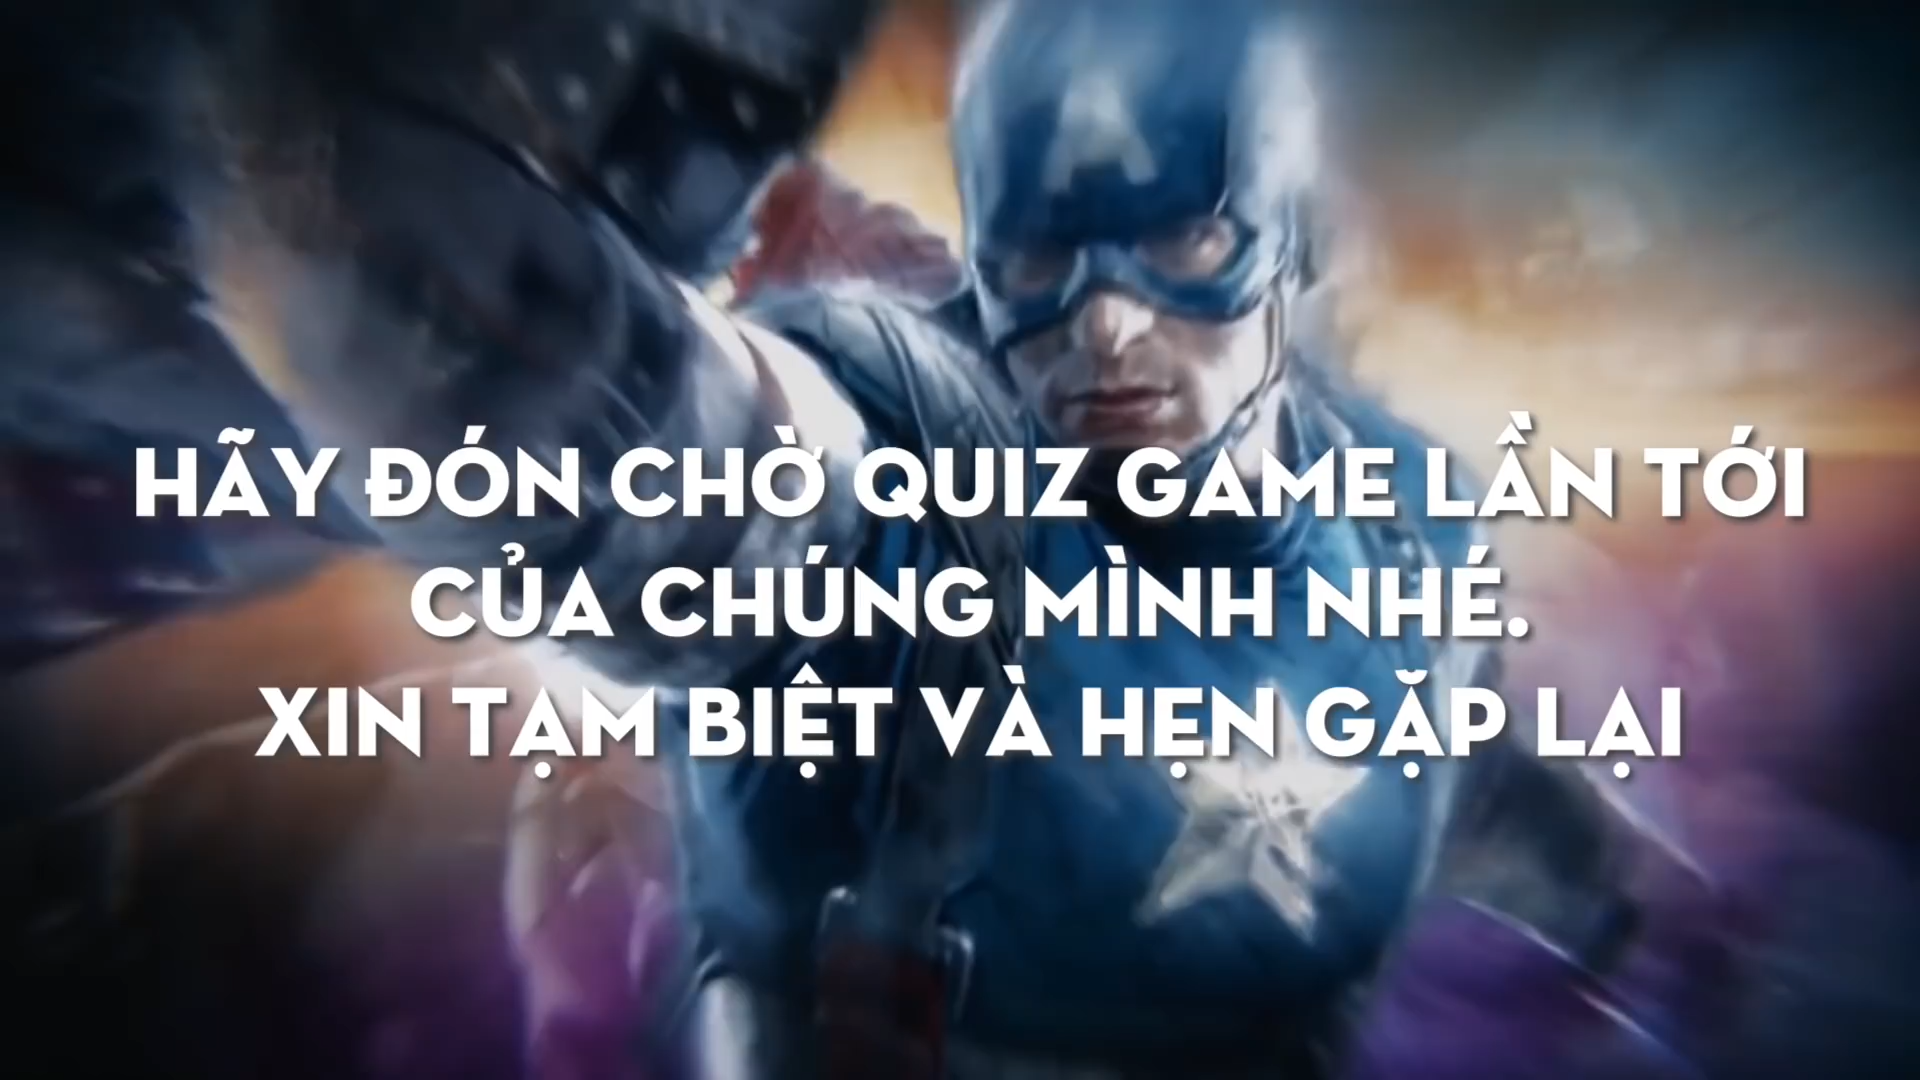 HÃY ĐÓN CHỜ QUIZ GAME LẦN TỚI
CỦA CHÚNG MÌNH NHÉ.
XIN TẠM BIỆT VÀ HẸN GẶP LẠI